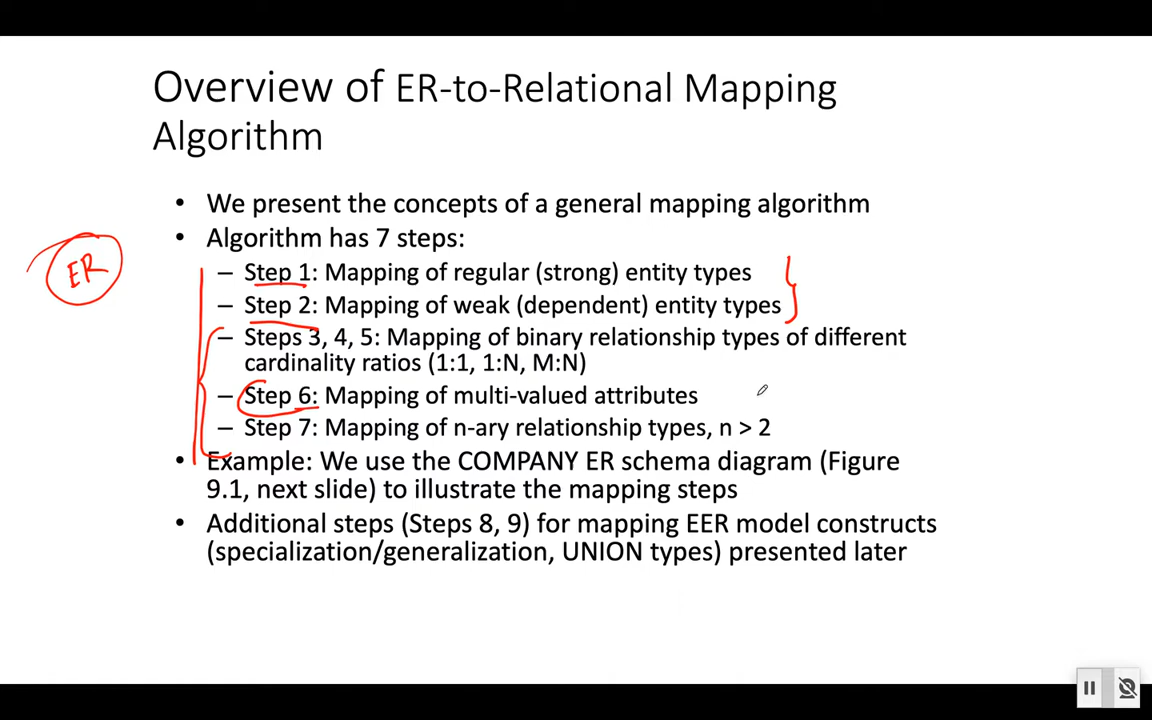 Overview of ER-to-Relational Mapping
Algorithm
• We present the concepts of a general mapping algorithm
• Algorithm has 7 steps:
ER
– Step 1: Mapping of regular (strong) entity types
– Step 2: Mapping of weak (dependent) entity types
– Steps 3, 4, 5: Mapping of binary relationship types of different
cardinality ratios (1:1, 1:N, M:N)
– Step 6: Mapping of multi-valued attributes
– Step 7: Mapping of n-ary relationship types, n > 2
• Example: We use the COMPANY ER schema diagram (Figure
9.1, next slide) to illustrate the mapping steps
• Additional steps (Steps 8, 9) for mapping EER model constructs
(specialization/generalization, UNION types) presented later